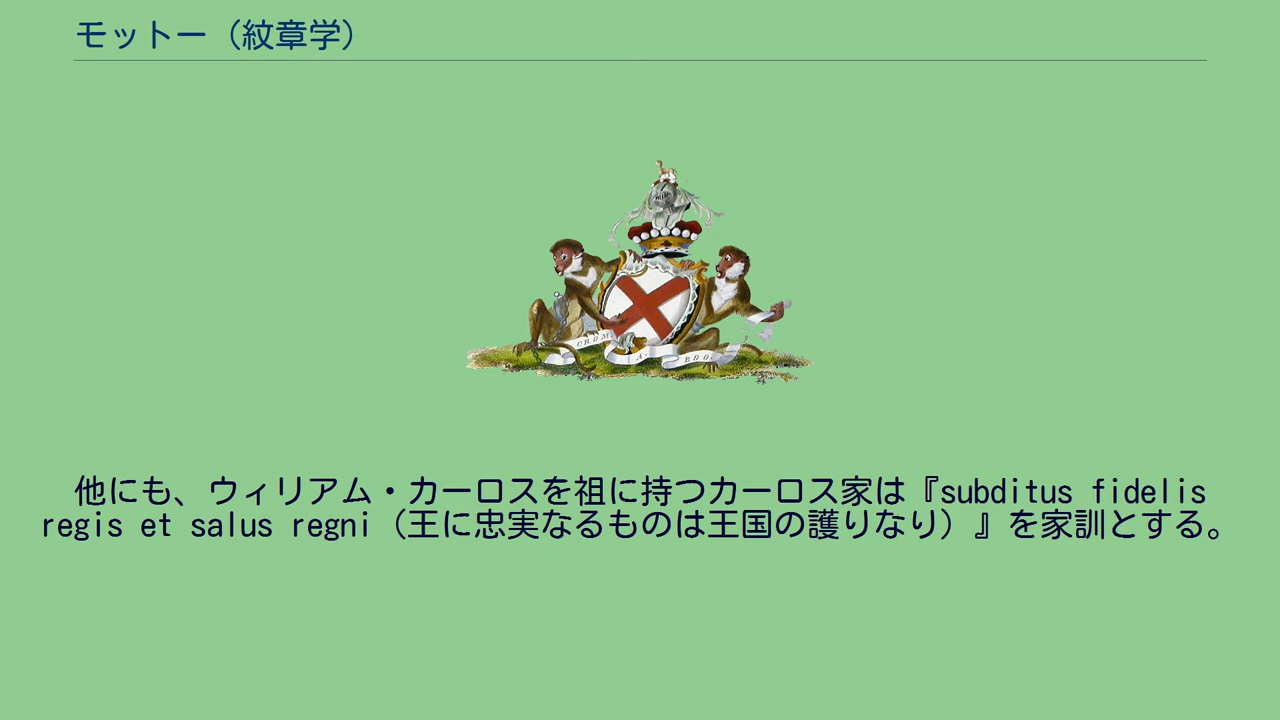 モットー（紋章学）
CROM
A
BOO
他にも、ウィリアム・カーロスを祖に持つカーロス家は『subditus fidelis
regis et salus regni（王に忠実なるものは王国の護りなり）』を家訓とする。